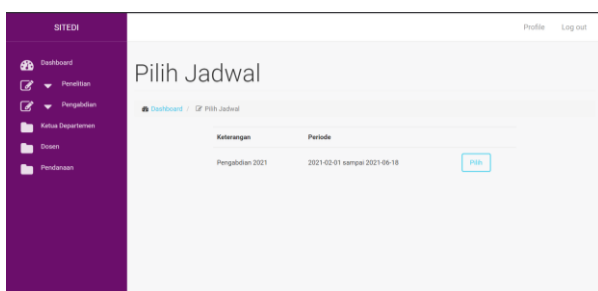 SITEDI
Profile Log out
Dashboard
Penelitian
Pengabdian
Ketua Departemen
Dosen
Pendanaan
Pilih Jadwal
Dashboard / Pilih Jadwal
Keterangan Periode
Pengabdian 2021 2021-02-01 sampai 2021-06-18 Pilih